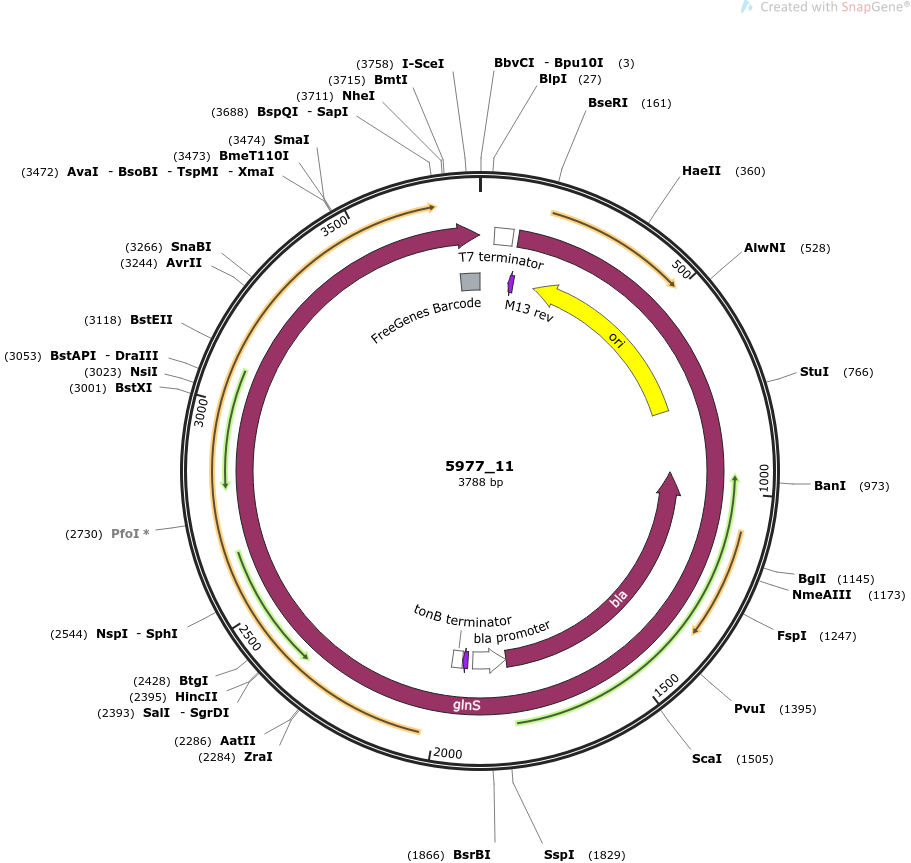 Created with SnapGene®
(3758) I-SceI
BbvCI - Bpu10I (3)
(3715) BmtI
BlpI (27)
(3711) NheI
BseRI (161)
(3688) BspQI - SapI
(3474) SmaI
(3473) BmeT110I
(3472) AvaI - BsoBI - TspMI - XmaI
HaeII (360)
3500
(3266) SnaBI
AlwNI (528)
(3244) AvrII
T7 terminator
500
FreeGenes Barcode
M13 rev
(3118) BstEII
ori
(3053) BstAPI - DraIII
(3023) NsiI
StuI (766)
(3001) BstXI
3000
5977_11
3788 bp
1000
BanI (973)
(2730) PfoI *
BglI (1145)
NmeAIII (1173)
bla
tonB terminator
bla promoter
(2544) NspI - SphI
2500
FspI (1247)
(2428) BtgI
1500
(2395) HincII
glnS
PvuI (1395)
(2393) SalI - SgrDI
(2286) AatII
2000
(2284) ZraI
ScaI (1505)
(1866) BsrBI
SspI (1829)